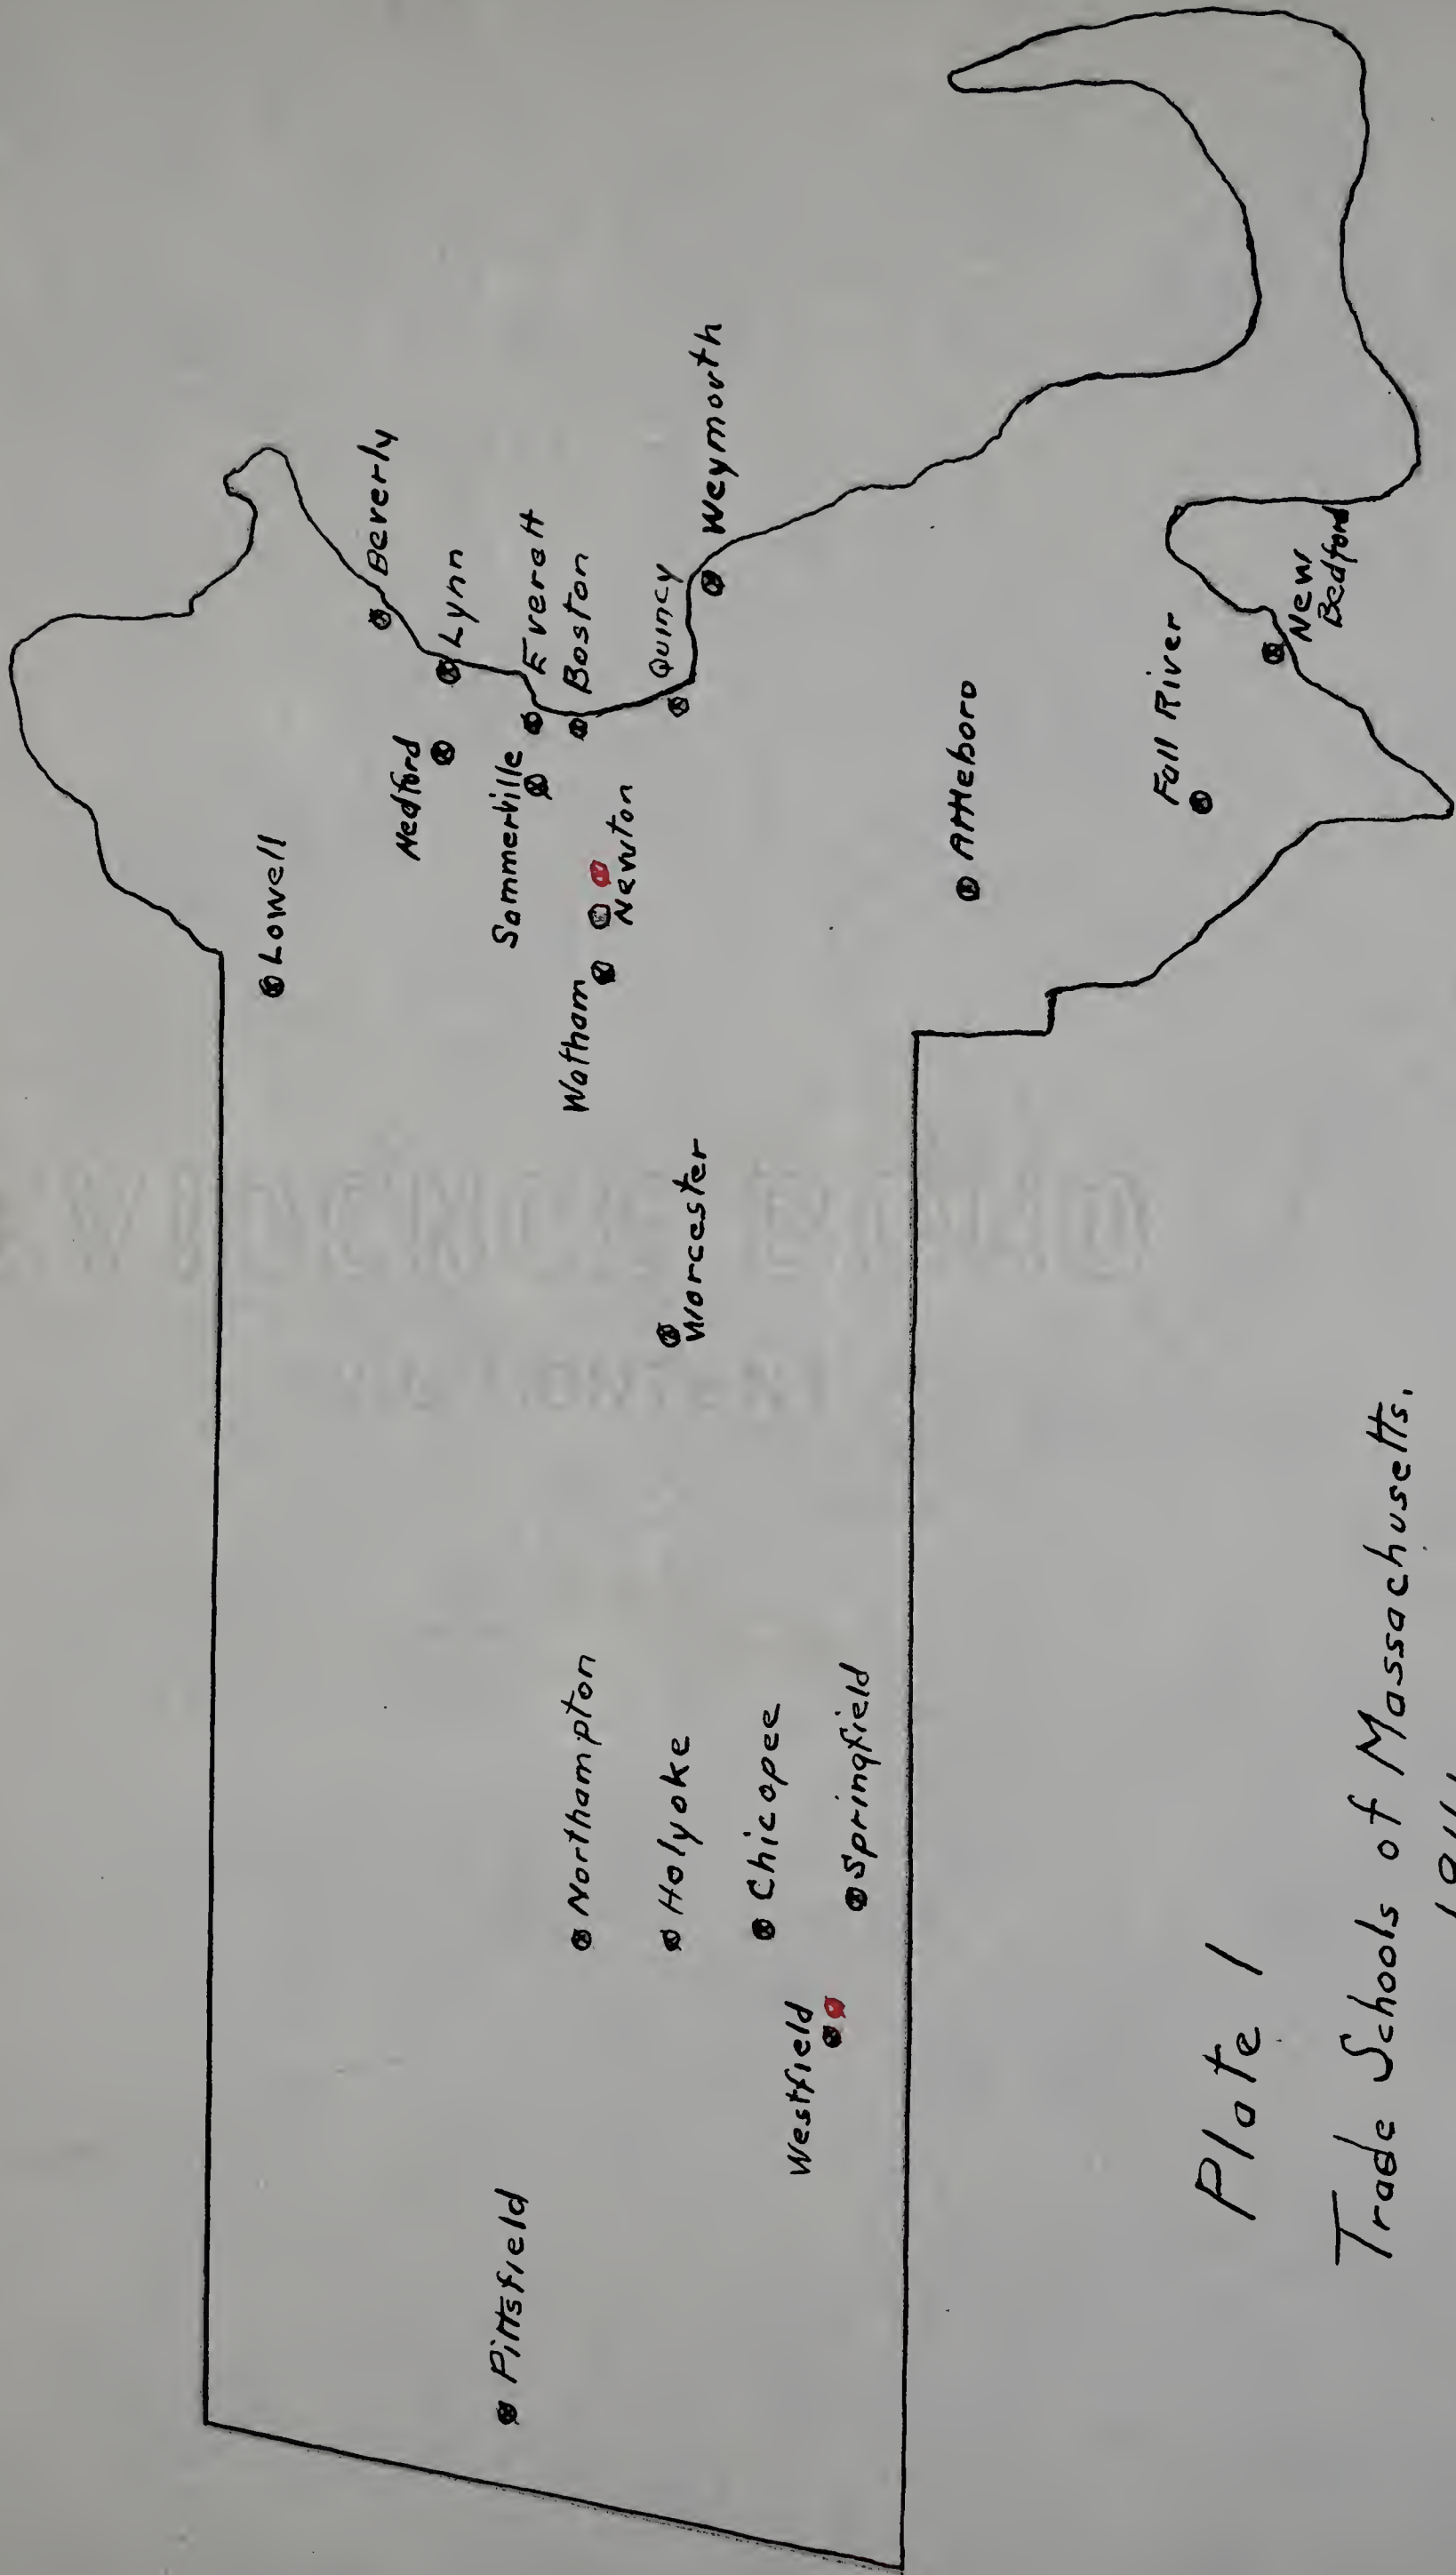 Lowell
Beverly
Medford
Lynn
Sommerville
Everett
Boston
Watham
Newton
Quincy
Weymouth
Worcester
Pittsfield
Northampton
Holyoke
Chicopee
Westfield
Springfield
Attleboro
Fall River
New
Bedford
Plate 1
Trade Schools of Massachusetts.